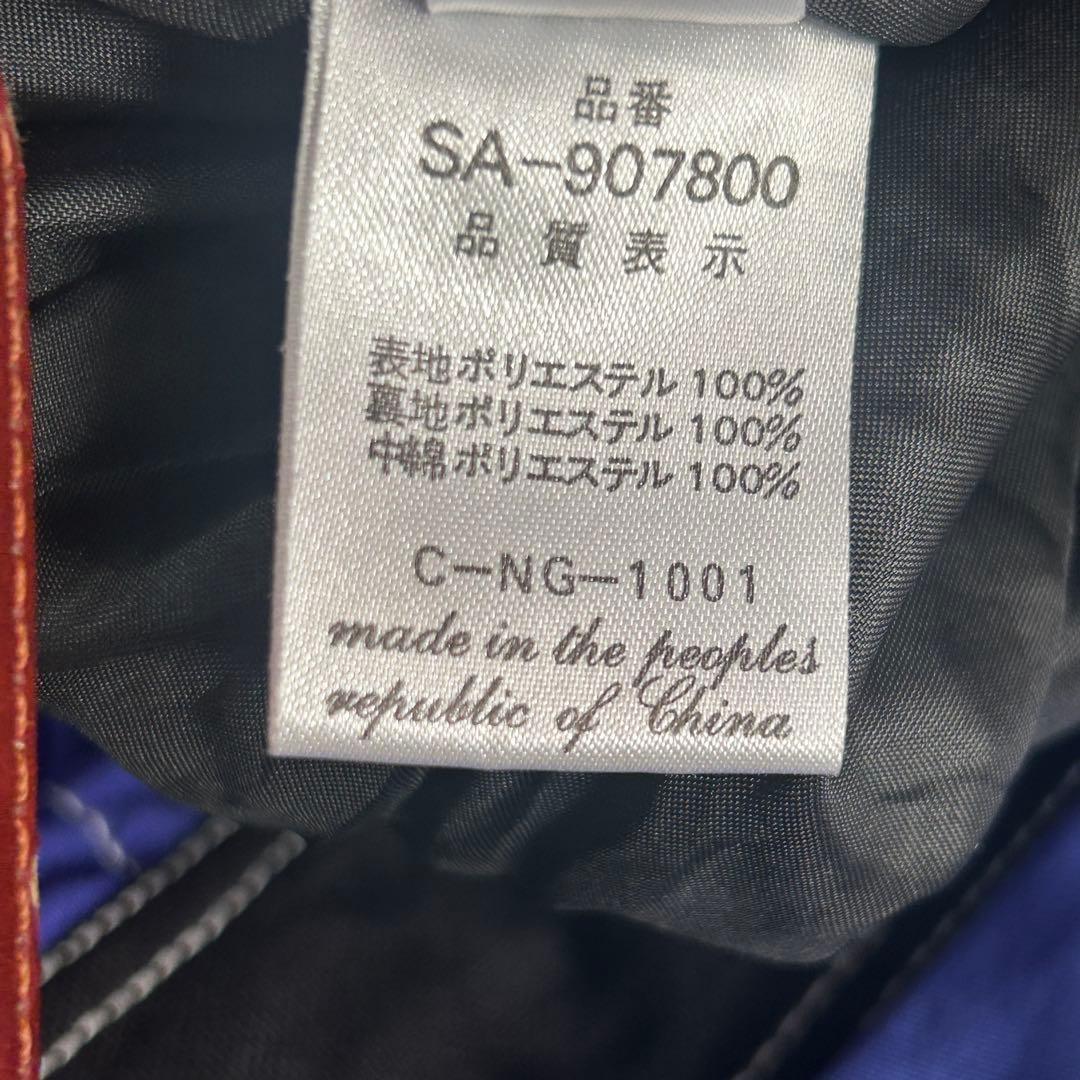 品番
SA-907800
品質表示
表地ポリエステル 100%
裏地ポリエステル 100%
中綿ポリエステル 100%
C-NG-1001
made in the peoples
republic of China